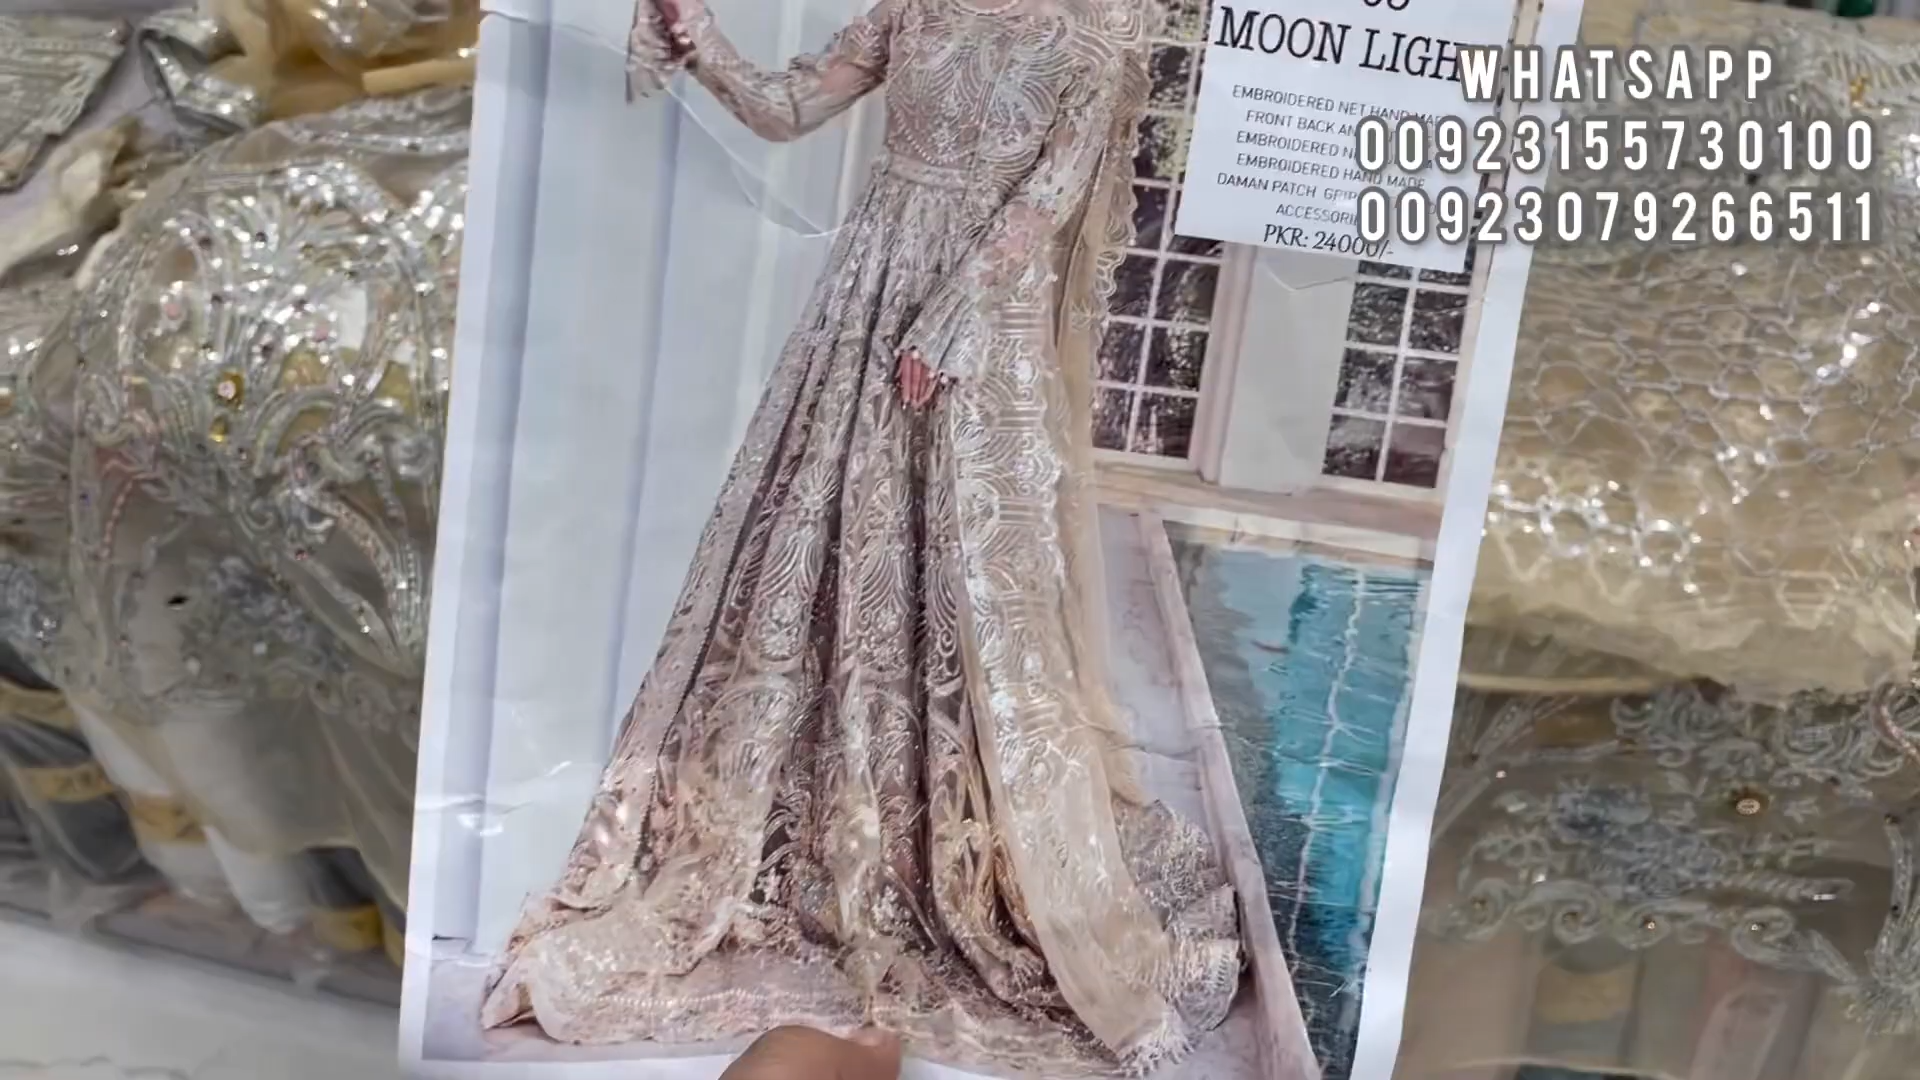 MOON LIGH
EMBROIDERED NET HAND MA
FRONT BACK AN
EMBROIDERED
EMBROIDERED HAND MADE
DAMAN PATCH
ACCESSORI
PKR: 24000/-
WHATSAPP
00923155730100
00923079266511